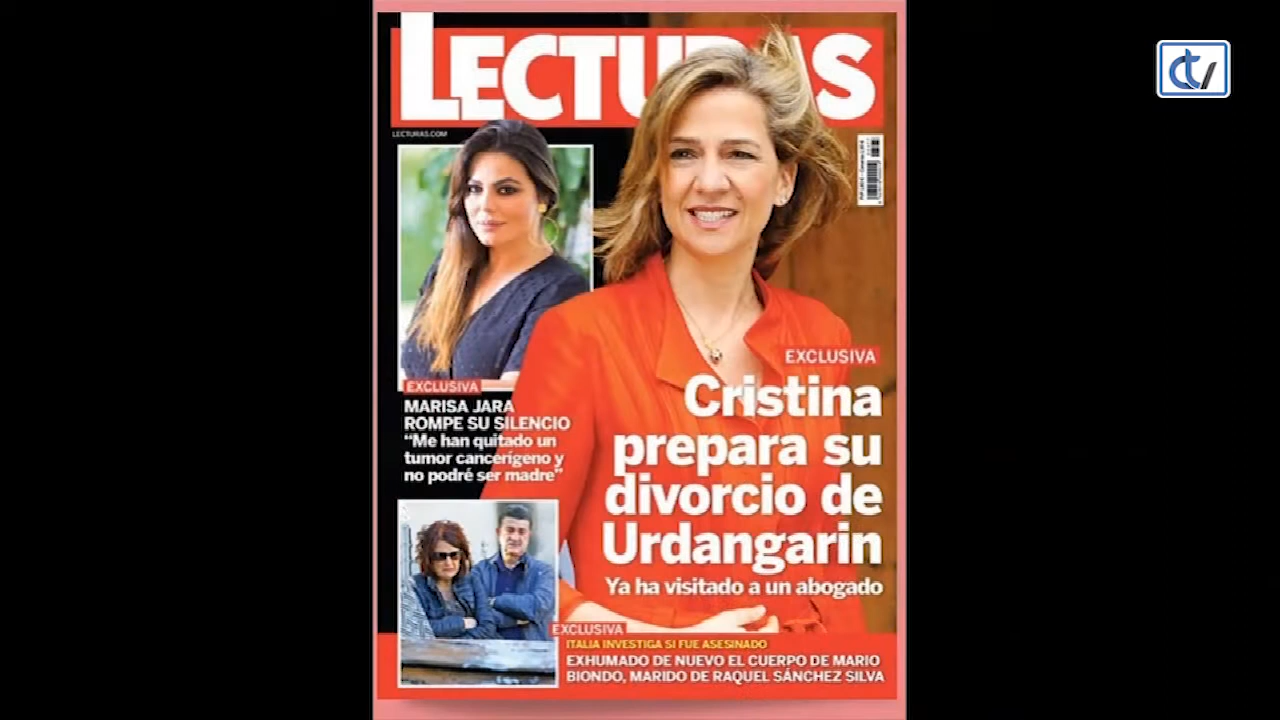 LECTURAS
LECTURAS.COM
EXCLUSIVA
MARISA JARA
ROMPE SU SILENCIO
“Me han quitado un
tumor cancerígeno y
no podré ser madre”
EXCLUSIVA
Cristina
prepara su
divorcio de
Urdangarin
Ya ha visitado a un abogado
EXCLUSIVA
ITALIA INVESTIGA SI FUE ASESINADO
EXHUMADO DE NUEVO EL CUERPO DE MARIO
BIONDO, MARIDO DE RAQUEL SÁNCHEZ SILVA
ctv